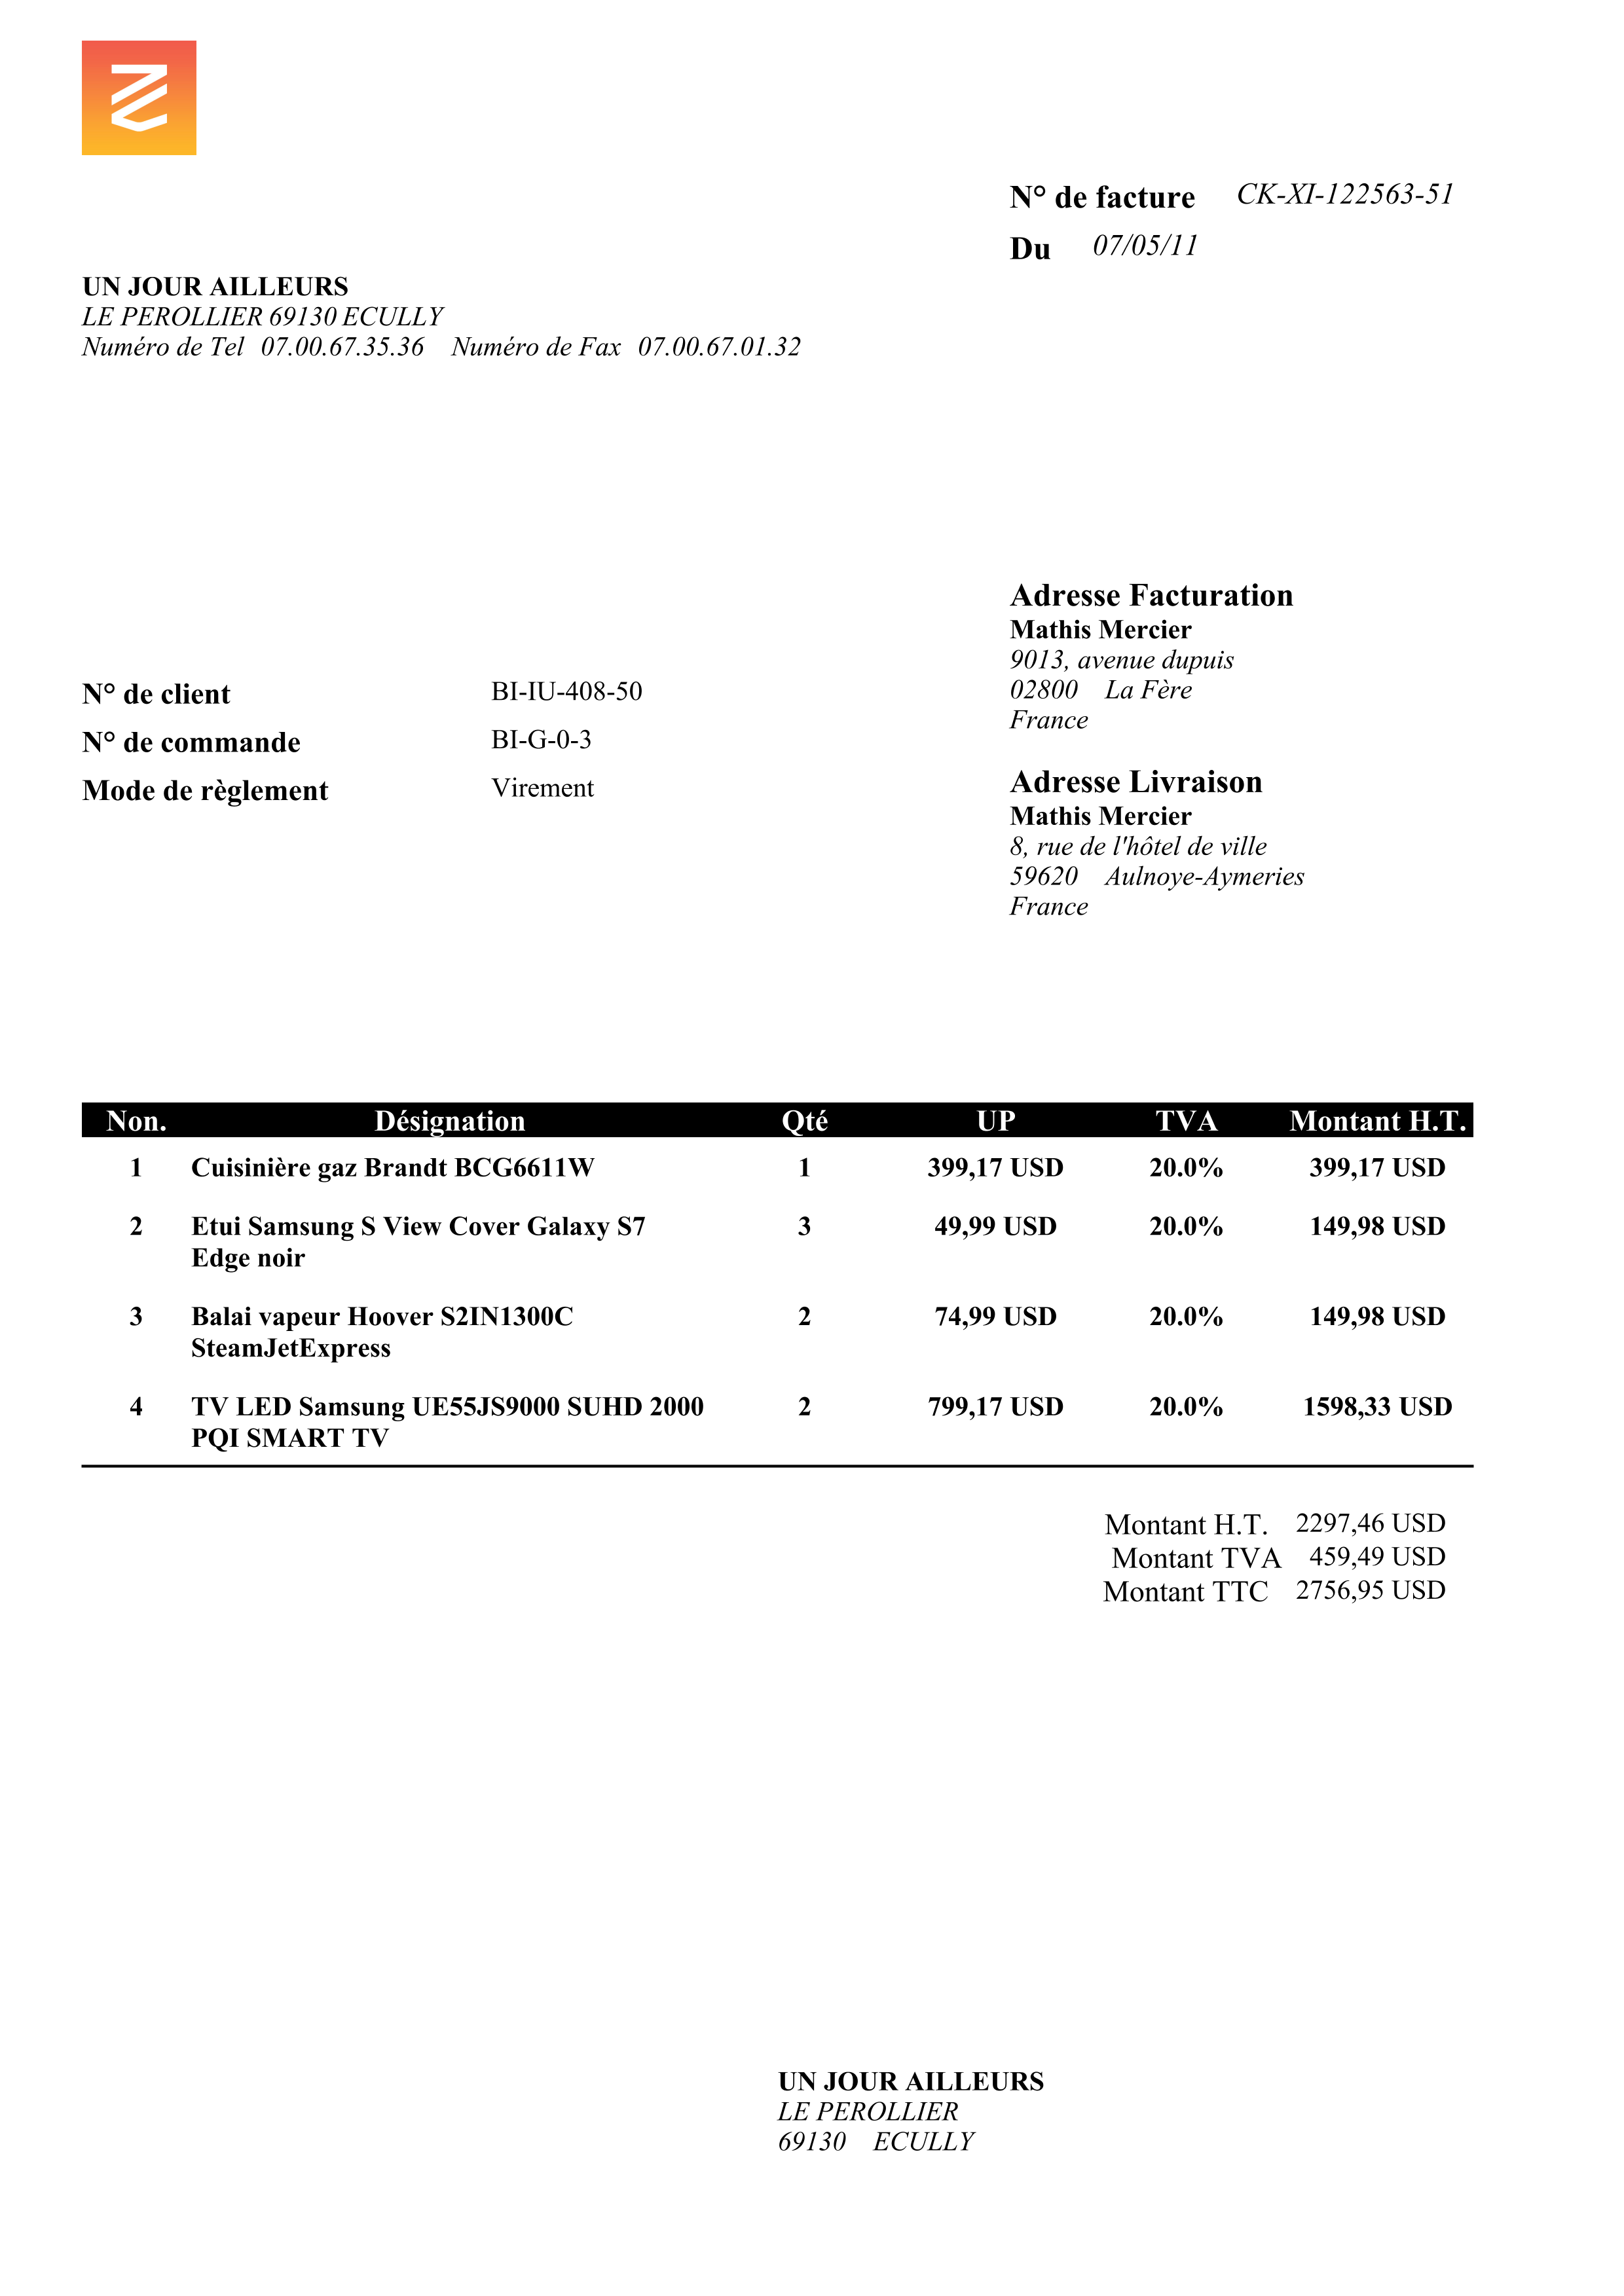 N° de facture CK-XI-122563-51
Du 07/05/11
UN JOUR AILLEURS
LE PEROLLIER 69130 ECULLY
Numéro de Tel 07.00.67.35.36 Numéro de Fax 07.00.67.01.32
Adresse Facturation
Mathis Mercier
9013, avenue dupuis
02800 La Fère
France
N° de client BI-IU-408-50
N° de commande BI-G-0-3
Mode de règlement Virement
Adresse Livraison
Mathis Mercier
8, rue de l'hôtel de ville
59620 Aulnoye-Aymeries
France
Non. Désignation Qté UP TVA Montant H.T.
1 Cuisinière gaz Brandt BCG6611W 1 399,17 USD 20.0% 399,17 USD
2 Etui Samsung S View Cover Galaxy S7 3 49,99 USD 20.0% 149,98 USD
Edge noir
3 Balai vapeur Hoover S2IN1300C 2 74,99 USD 20.0% 149,98 USD
SteamJetExpress
4 TV LED Samsung UE55JS9000 SUHD 2000 2 799,17 USD 20.0% 1598,33 USD
PQI SMART TV
Montant H.T. 2297,46 USD
Montant TVA 459,49 USD
Montant TTC 2756,95 USD
UN JOUR AILLEURS
LE PEROLLIER
69130 ECULLY